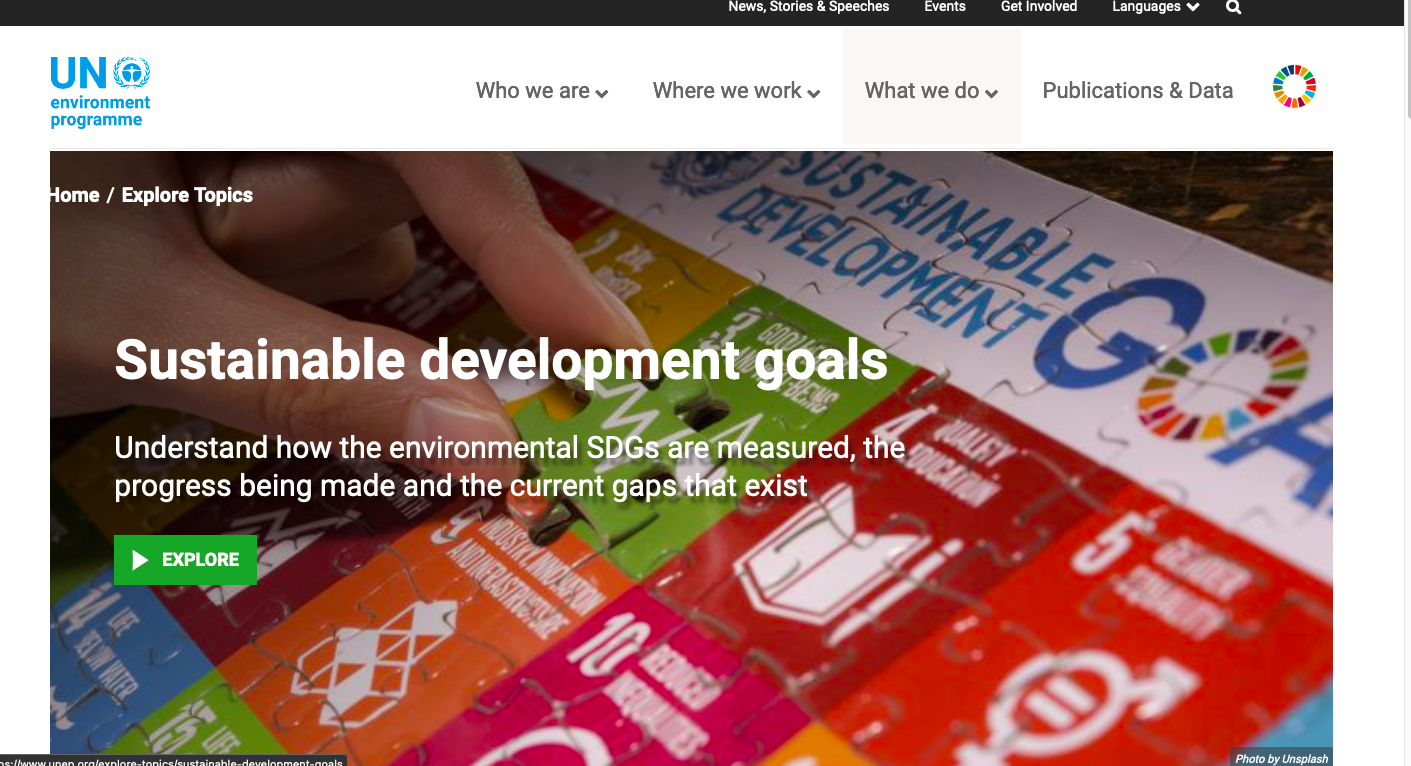 News, Stories & Speeches Events Get Involved Languages
UN
environment
programme
Who we are Where we work What we do Publications & Data
Home / Explore Topics
SUSTAINABLE
DEVELOPMENT
Sustainable development goals
Understand how the environmental SDGs are measured, the
progress being made and the current gaps that exist
EXPLORE
2
3
4 QUALITY
EDUCATION
5 GENDER
EQUALITY
9 INDUSTRY, INNOVATION
AND INFRASTRUCTURE
10 REDUCED
INEQUALITIES
14 LIFE
BELOW WATER
15 LIFE
Photo by Unsplash
ps://www.unep.org/explore-topics/sustainable-development-goals